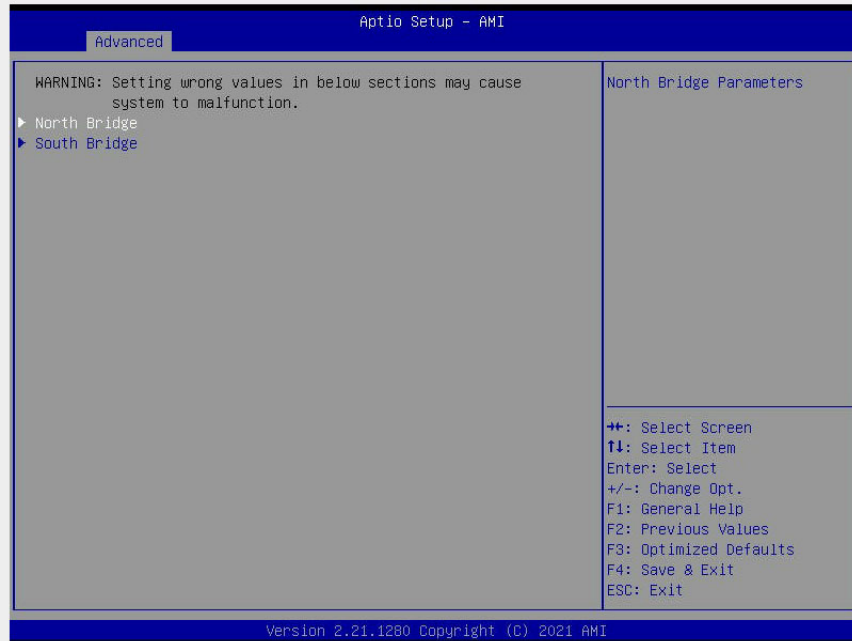 Aptio Setup – AMI
Advanced
WARNING: Setting wrong values in below sections may cause
system to malfunction.
▶ North Bridge
▶ South Bridge
North Bridge Parameters
→←: Select Screen
↑↓: Select Item
Enter: Select
+/-: Change Opt.
F1: General Help
F2: Previous Values
F3: Optimized Defaults
F4: Save & Exit
ESC: Exit
Version 2.21.1280 Copyright (C) 2021 AMI